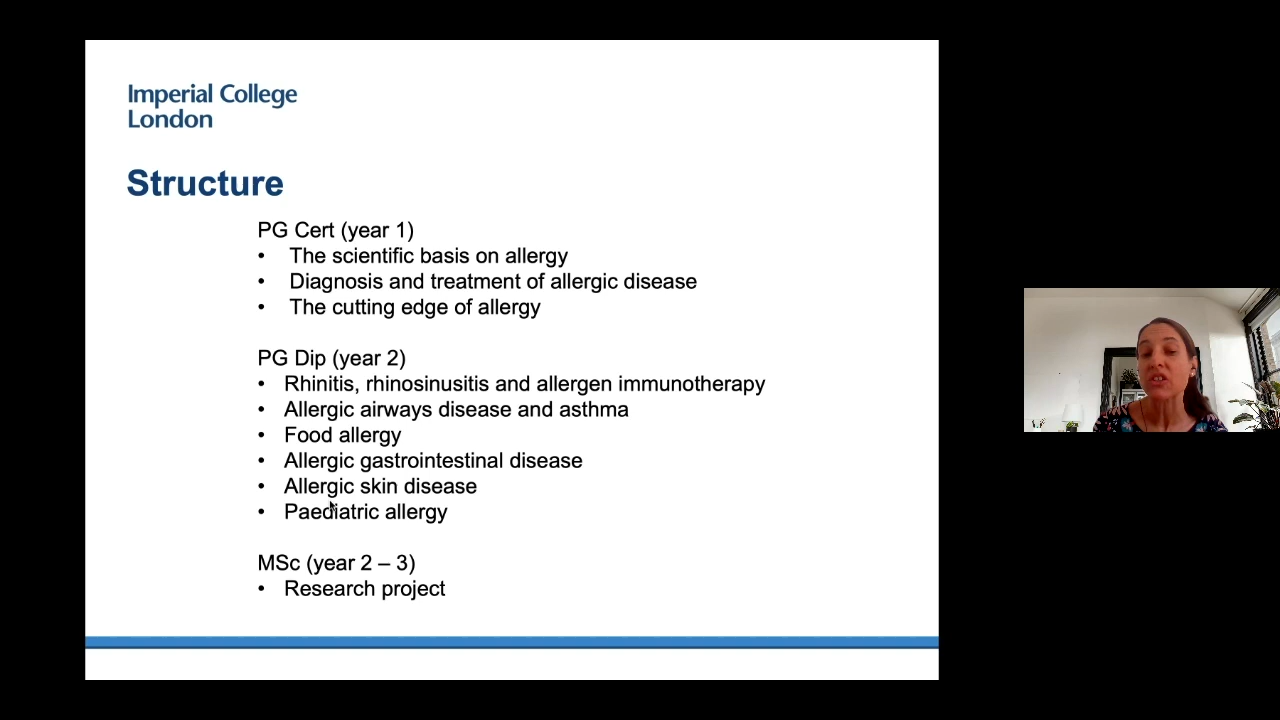 Imperial College
London
Structure
PG Cert (year 1)
• The scientific basis on allergy
• Diagnosis and treatment of allergic disease
• The cutting edge of allergy
PG Dip (year 2)
• Rhinitis, rhinosinusitis and allergen immunotherapy
• Allergic airways disease and asthma
• Food allergy
• Allergic gastrointestinal disease
• Allergic skin disease
• Paediatric allergy
MSc (year 2 – 3)
• Research project